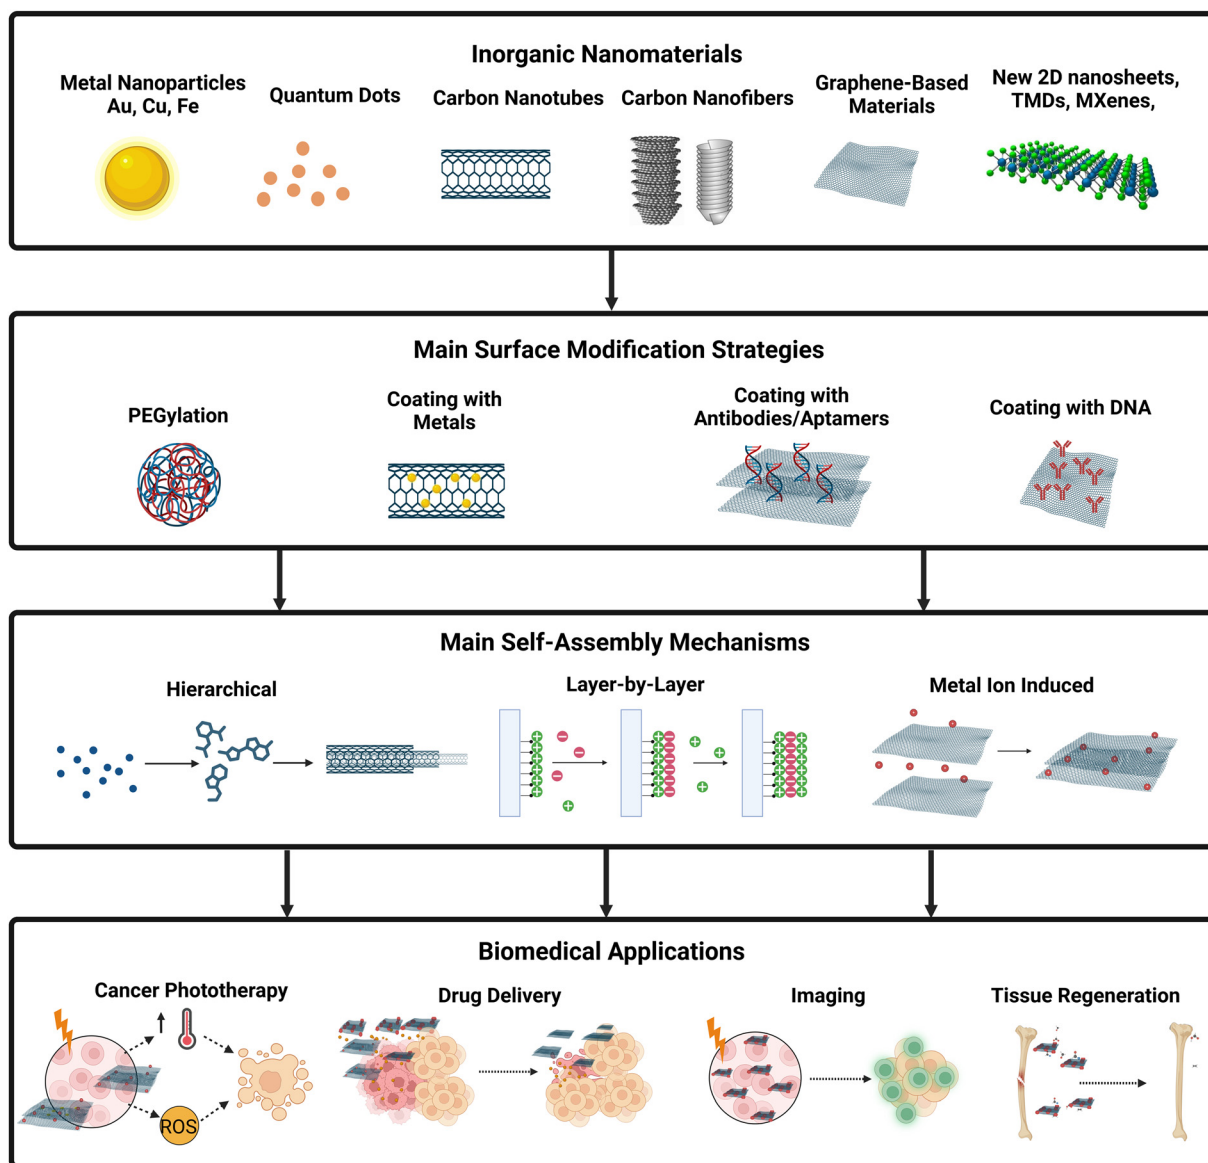 Inorganic Nanomaterials
Metal Nanoparticles
Au, Cu, Fe
Quantum Dots
Carbon Nanotubes
Carbon Nanofibers
Graphene-Based
Materials
New 2D nanosheets,
TMDs, MXenes,
Main Surface Modification Strategies
PEGylation
Coating with
Metals
Coating with
Antibodies/Aptamers
Coating with DNA
Main Self-Assembly Mechanisms
Hierarchical
Layer-by-Layer
Metal Ion Induced
Biomedical Applications
Cancer Phototherapy
ROS
Drug Delivery
Imaging
Tissue Regeneration